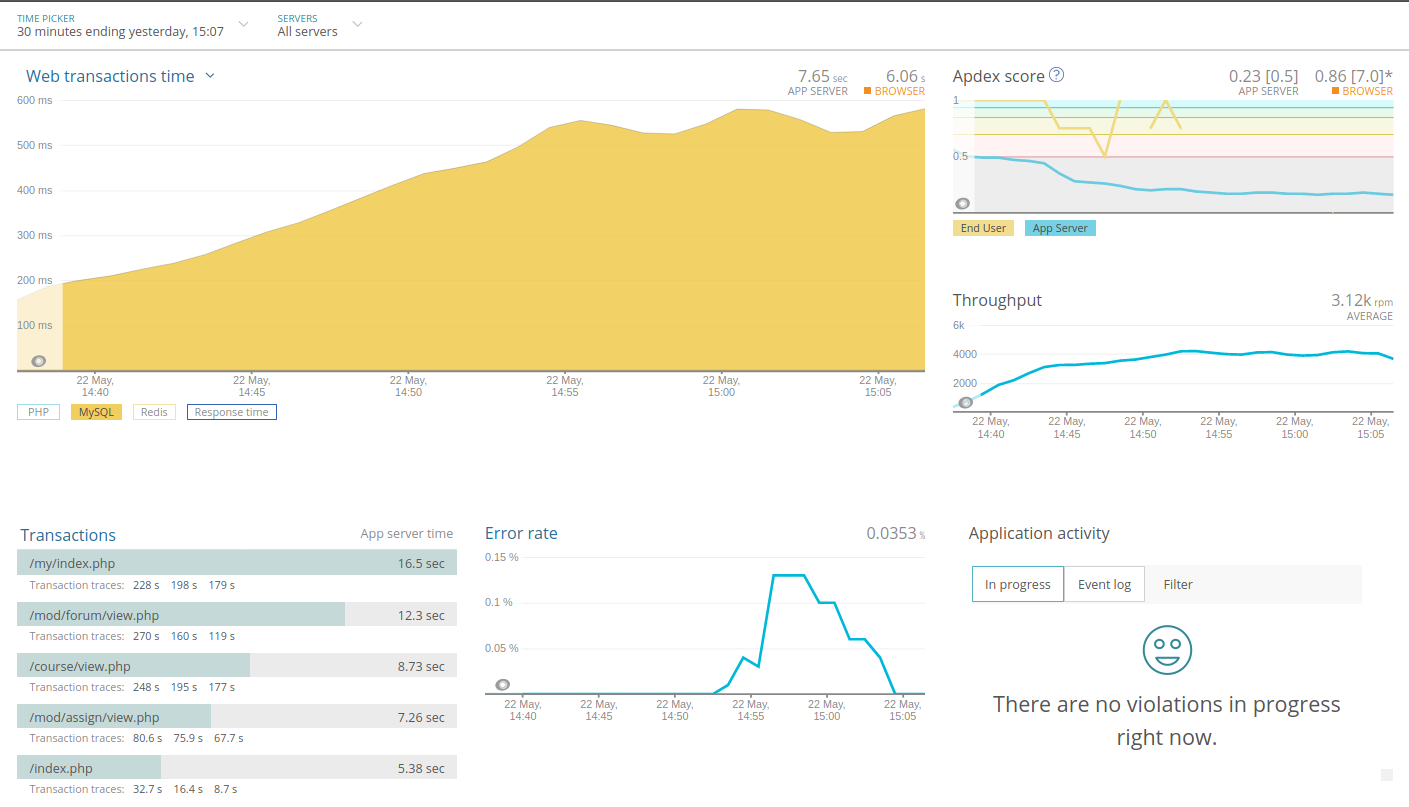 TIME PICKER
30 minutes ending yesterday, 15:07
SERVERS
All servers
Web transactions time
7.65 sec
APP SERVER
6.06 s
BROWSER
600 ms
500 ms
400 ms
300 ms
200 ms
100 ms
22 May,
14:40
22 May,
14:45
22 May,
14:50
22 May,
14:55
22 May,
15:00
22 May,
15:05
PHP
MySQL
Redis
Response time
Apdex score ?
0.23 [0.5]
APP SERVER
0.86 [7.0]*
BROWSER
1
0.5
End User
App Server
Throughput
3.12k rpm
AVERAGE
6k
4000
2000
22 May,
14:40
22 May,
14:45
22 May,
14:50
22 May,
14:55
22 May,
15:00
22 May,
15:05
Transactions
App server time
/my/index.php 16.5 sec
Transaction traces: 228 s 198 s 179 s
/mod/forum/view.php 12.3 sec
Transaction traces: 270 s 160 s 119 s
/course/view.php 8.73 sec
Transaction traces: 248 s 195 s 177 s
/mod/assign/view.php 7.26 sec
Transaction traces: 80.6 s 75.9 s 67.7 s
/index.php 5.38 sec
Transaction traces: 32.7 s 16.4 s 8.7 s
Error rate
0.0353 %
0.15 %
0.1 %
0.05 %
22 May,
14:40
22 May,
14:45
22 May,
14:50
22 May,
14:55
22 May,
15:00
22 May,
15:05
Application activity
In progress
Event log
Filter
There are no violations in progress
right now.